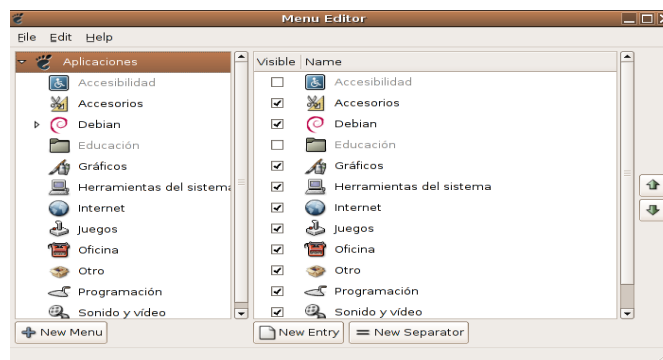 Menu Editor
File Edit Help
Aplicaciones
Accesibilidad
Accesorios
Debian
Educación
Gráficos
Herramientas del sistema
Internet
Juegos
Oficina
Otro
Programación
Sonido y vídeo
New Menu
Visible Name
Accesibilidad
Accesorios
Debian
Educación
Gráficos
Herramientas del sistema
Internet
Juegos
Oficina
Otro
Programación
Sonido y vídeo
New Entry New Separator